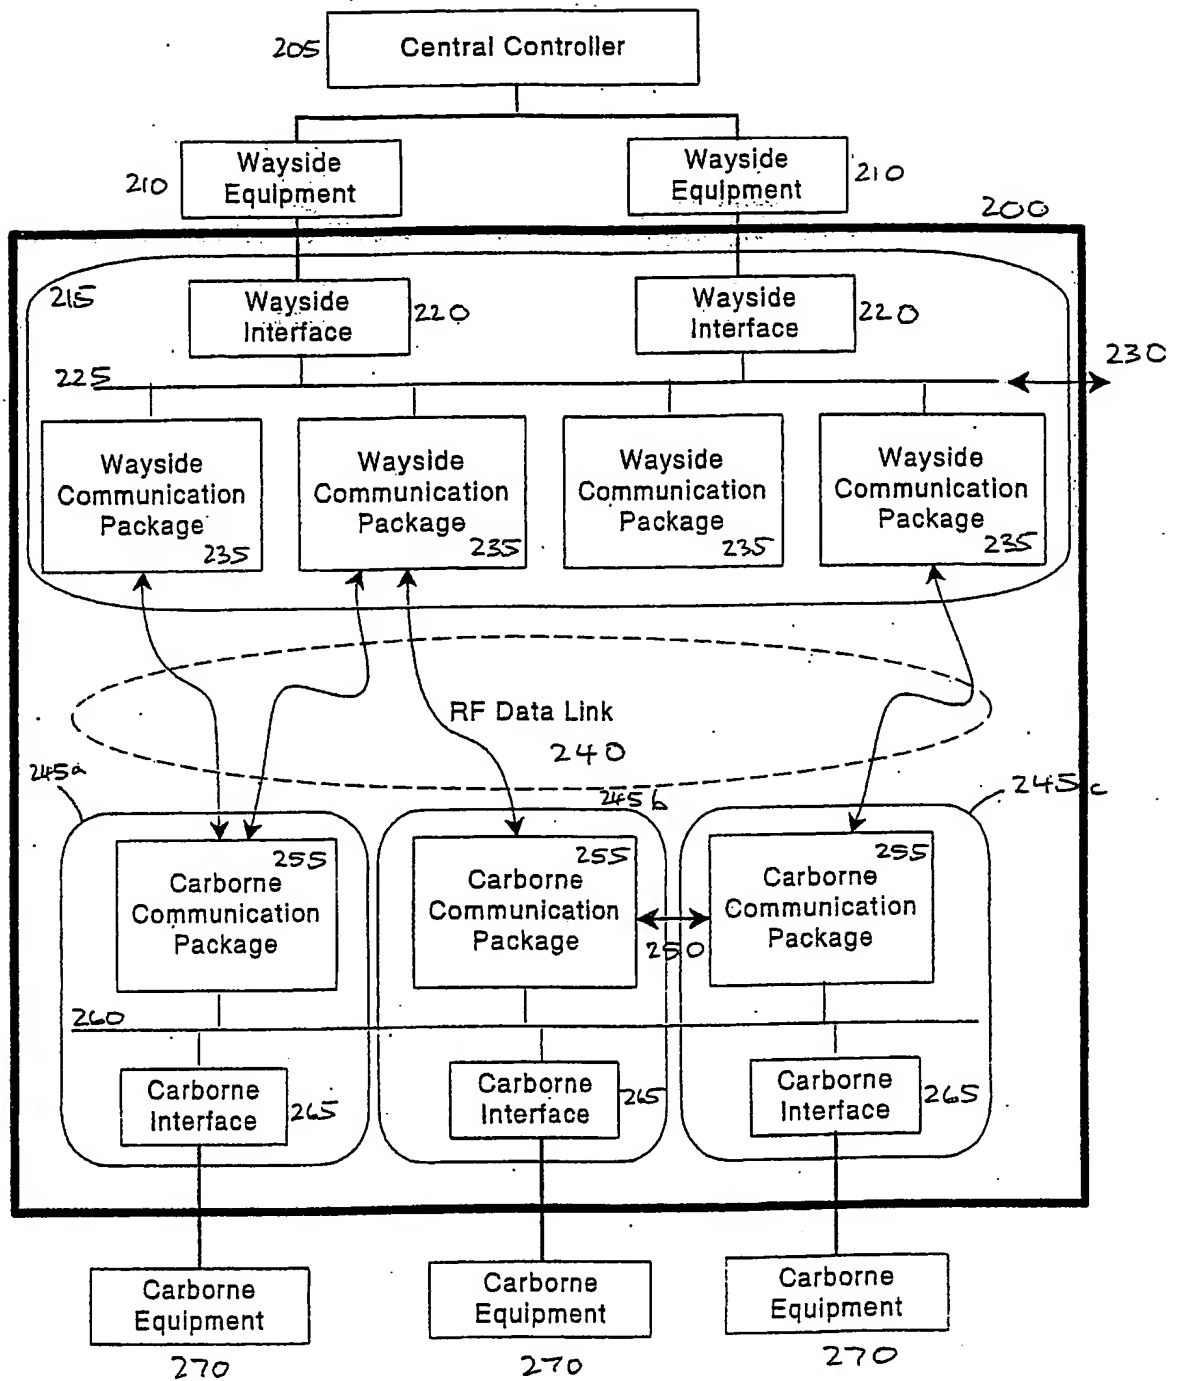 205 Central Controller
210 Wayside Equipment
Wayside Equipment 210
200
215
Wayside Interface 220
Wayside Interface 220
230
225
Wayside
Communication
Package
235
Wayside
Communication
Package
235
Wayside
Communication
Package
235
Wayside
Communication
Package
235
RF Data Link
240
245a
245b
245c
255
Carborne
Communication
Package
255
Carborne
Communication
Package
250
255
Carborne
Communication
Package
260
Carborne
Interface
265
Carborne
Interface
265
Carborne
Interface
265
Carborne
Equipment
270
Carborne
Equipment
270
Carborne
Equipment
270